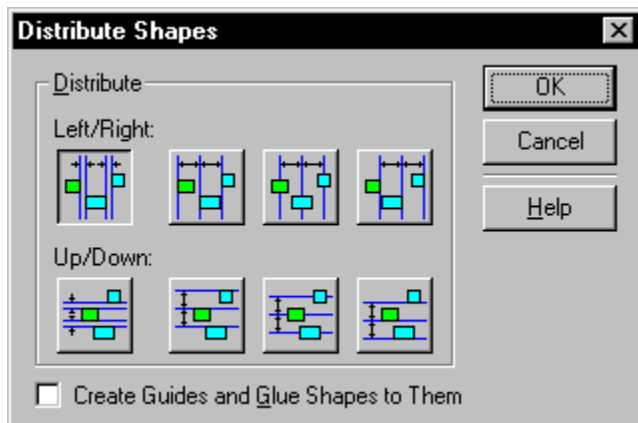 Distribute Shapes
Distribute
OK
Left/Right:
Cancel
Help
Up/Down:
Create Guides and Glue Shapes to Them